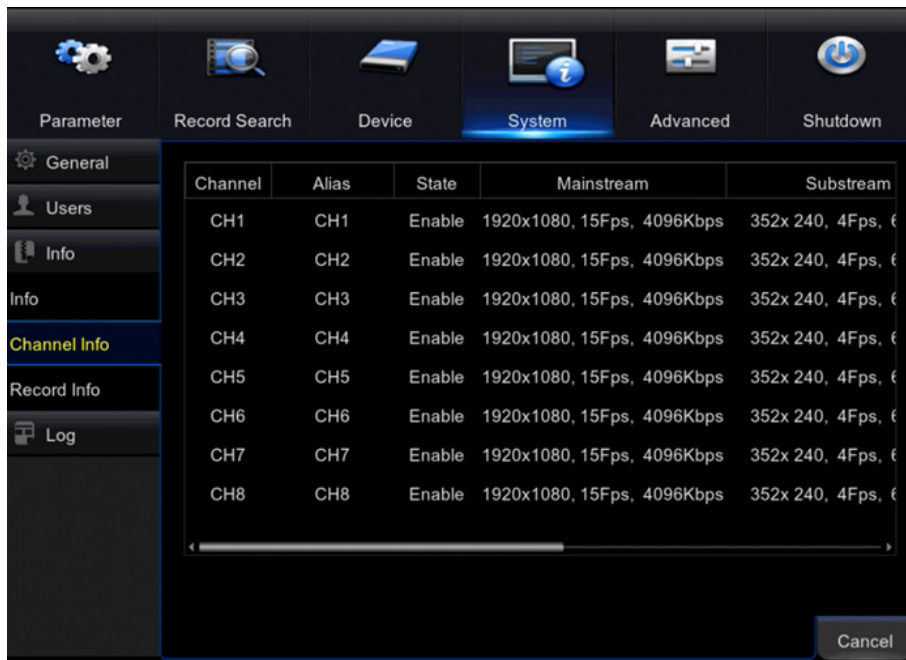 Parameter Record Search Device System Advanced Shutdown
General
Users
Info
Info
Channel Info
Record Info
Log
Channel Alias State Mainstream Substream
CH1 CH1 Enable 1920x1080, 15Fps, 4096Kbps 352x 240, 4Fps,
CH2 CH2 Enable 1920x1080, 15Fps, 4096Kbps 352x 240, 4Fps,
CH3 CH3 Enable 1920x1080, 15Fps, 4096Kbps 352x 240, 4Fps,
CH4 CH4 Enable 1920x1080, 15Fps, 4096Kbps 352x 240, 4Fps,
CH5 CH5 Enable 1920x1080, 15Fps, 4096Kbps 352x 240, 4Fps,
CH6 CH6 Enable 1920x1080, 15Fps, 4096Kbps 352x 240, 4Fps,
CH7 CH7 Enable 1920x1080, 15Fps, 4096Kbps 352x 240, 4Fps,
CH8 CH8 Enable 1920x1080, 15Fps, 4096Kbps 352x 240, 4Fps,
Cancel